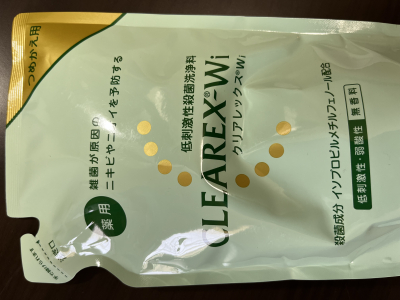 つめかえ用
薬用
雑菌が原因の
ニキビやニオイを予防する
低刺激性殺菌洗浄料
CLEAREX®-Wi
クリアレックス®Wi
殺菌成分 イソプロピルメチルフェノール配合
低刺激性・弱酸性 無香料